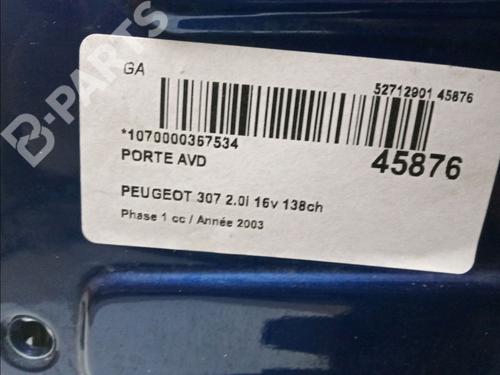 B-PARTS
GA
52712901 45876
*1070000367534
45876
PORTE AVD
PEUGEOT 307 2.0i 16v 138ch
Phase 1 cc / Année 2003